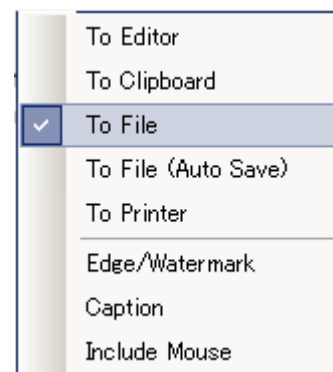 To Editor
To Clipboard
To File
To File (Auto Save)
To Printer
Edge/Watermark
Caption
Include Mouse